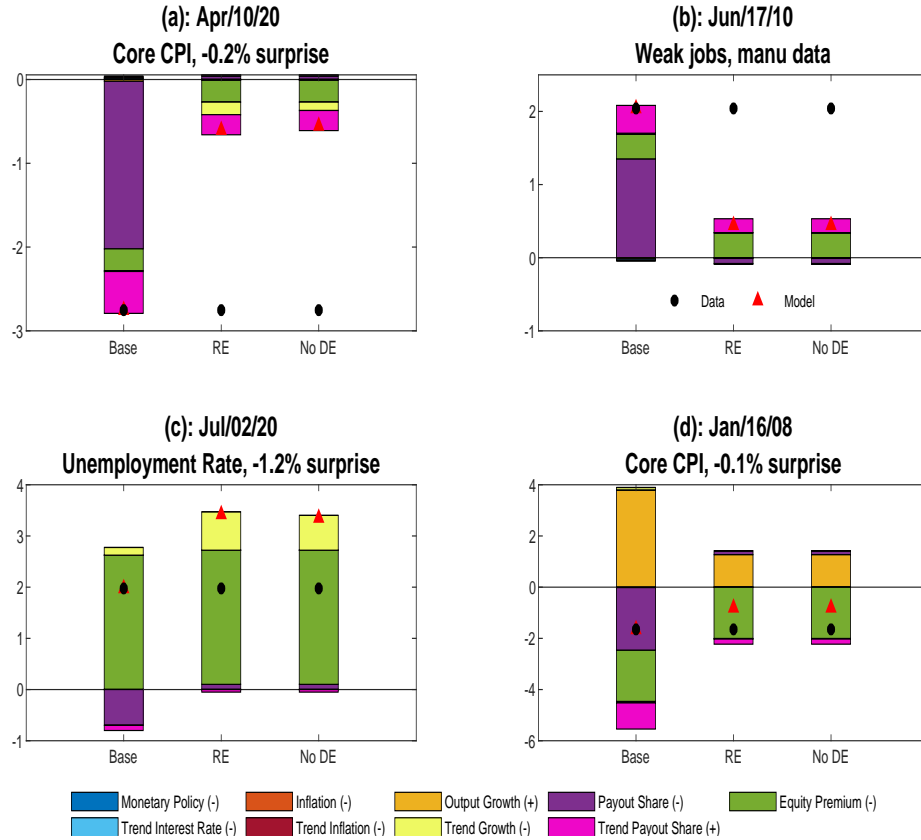 (a): Apr/10/20
Core CPI, -0.2% surprise
0
-1
-2
-3
Base RE No DE
(b): Jun/17/10
Weak jobs, manu data
2
1
0
-1
Data Model
Base RE No DE
(c): Jul/02/20
Unemployment Rate, -1.2% surprise
4
3
2
1
0
-1
Base RE No DE
(d): Jan/16/08
Core CPI, -0.1% surprise
4
2
0
-2
-4
-6
Base RE No DE
Monetary Policy (-) Inflation (-) Output Growth (+) Payout Share (-) Equity Premium (-)
Trend Interest Rate (-) Trend Inflation (-) Trend Growth (-) Trend Payout Share (+)